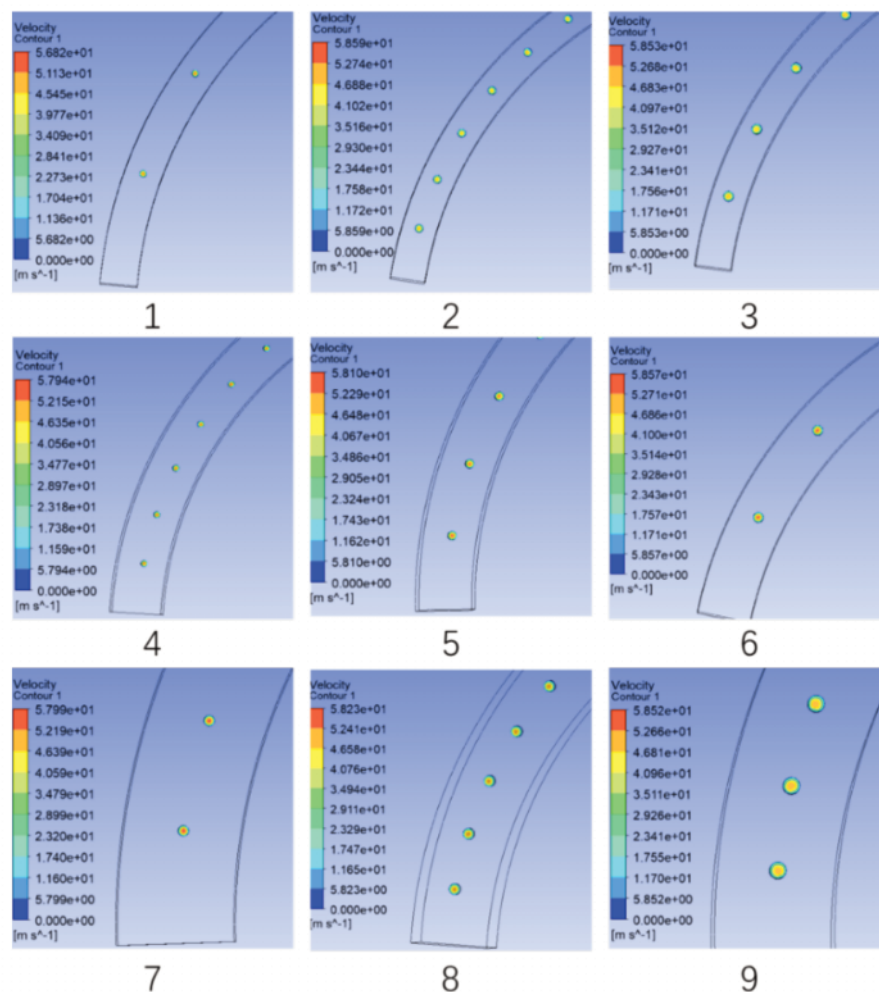 Velocity
Contour 1
5.682e+01
5.113e+01
4.545e+01
3.977e+01
3.409e+01
2.841e+01
2.273e+01
1.704e+01
1.136e+01
5.682e+00
0.000e+00
[m s^-1]
1
Velocity
Contour 1
5.859e+01
5.274e+01
4.688e+01
4.102e+01
3.516e+01
2.930e+01
2.344e+01
1.758e+01
1.172e+01
5.859e+00
0.000e+00
[m s^-1]
2
Velocity
Contour 1
5.853e+01
5.268e+01
4.683e+01
4.097e+01
3.512e+01
2.927e+01
2.341e+01
1.756e+01
1.171e+01
5.853e+00
0.000e+00
[m s^-1]
3
Velocity
Contour 1
5.794e+01
5.215e+01
4.635e+01
4.056e+01
3.477e+01
2.897e+01
2.318e+01
1.738e+01
1.159e+01
5.794e+00
0.000e+00
[m s^-1]
4
Velocity
Contour 1
5.810e+01
5.229e+01
4.648e+01
4.067e+01
3.486e+01
2.905e+01
2.324e+01
1.743e+01
1.162e+01
5.810e+00
0.000e+00
[m s^-1]
5
Velocity
Contour 1
5.857e+01
5.271e+01
4.686e+01
4.100e+01
3.514e+01
2.928e+01
2.343e+01
1.757e+01
1.171e+01
5.857e+00
0.000e+00
[m s^-1]
6
Velocity
Contour 1
5.799e+01
5.219e+01
4.639e+01
4.059e+01
3.479e+01
2.899e+01
2.320e+01
1.740e+01
1.160e+01
5.799e+00
0.000e+00
[m s^-1]
7
Velocity
Contour 1
5.823e+01
5.241e+01
4.658e+01
4.076e+01
3.494e+01
2.911e+01
2.329e+01
1.747e+01
1.165e+01
5.823e+00
0.000e+00
[m s^-1]
8
Velocity
Contour 1
5.852e+01
5.266e+01
4.681e+01
4.096e+01
3.511e+01
2.926e+01
2.341e+01
1.755e+01
1.170e+01
5.852e+00
0.000e+00
[m s^-1]
9